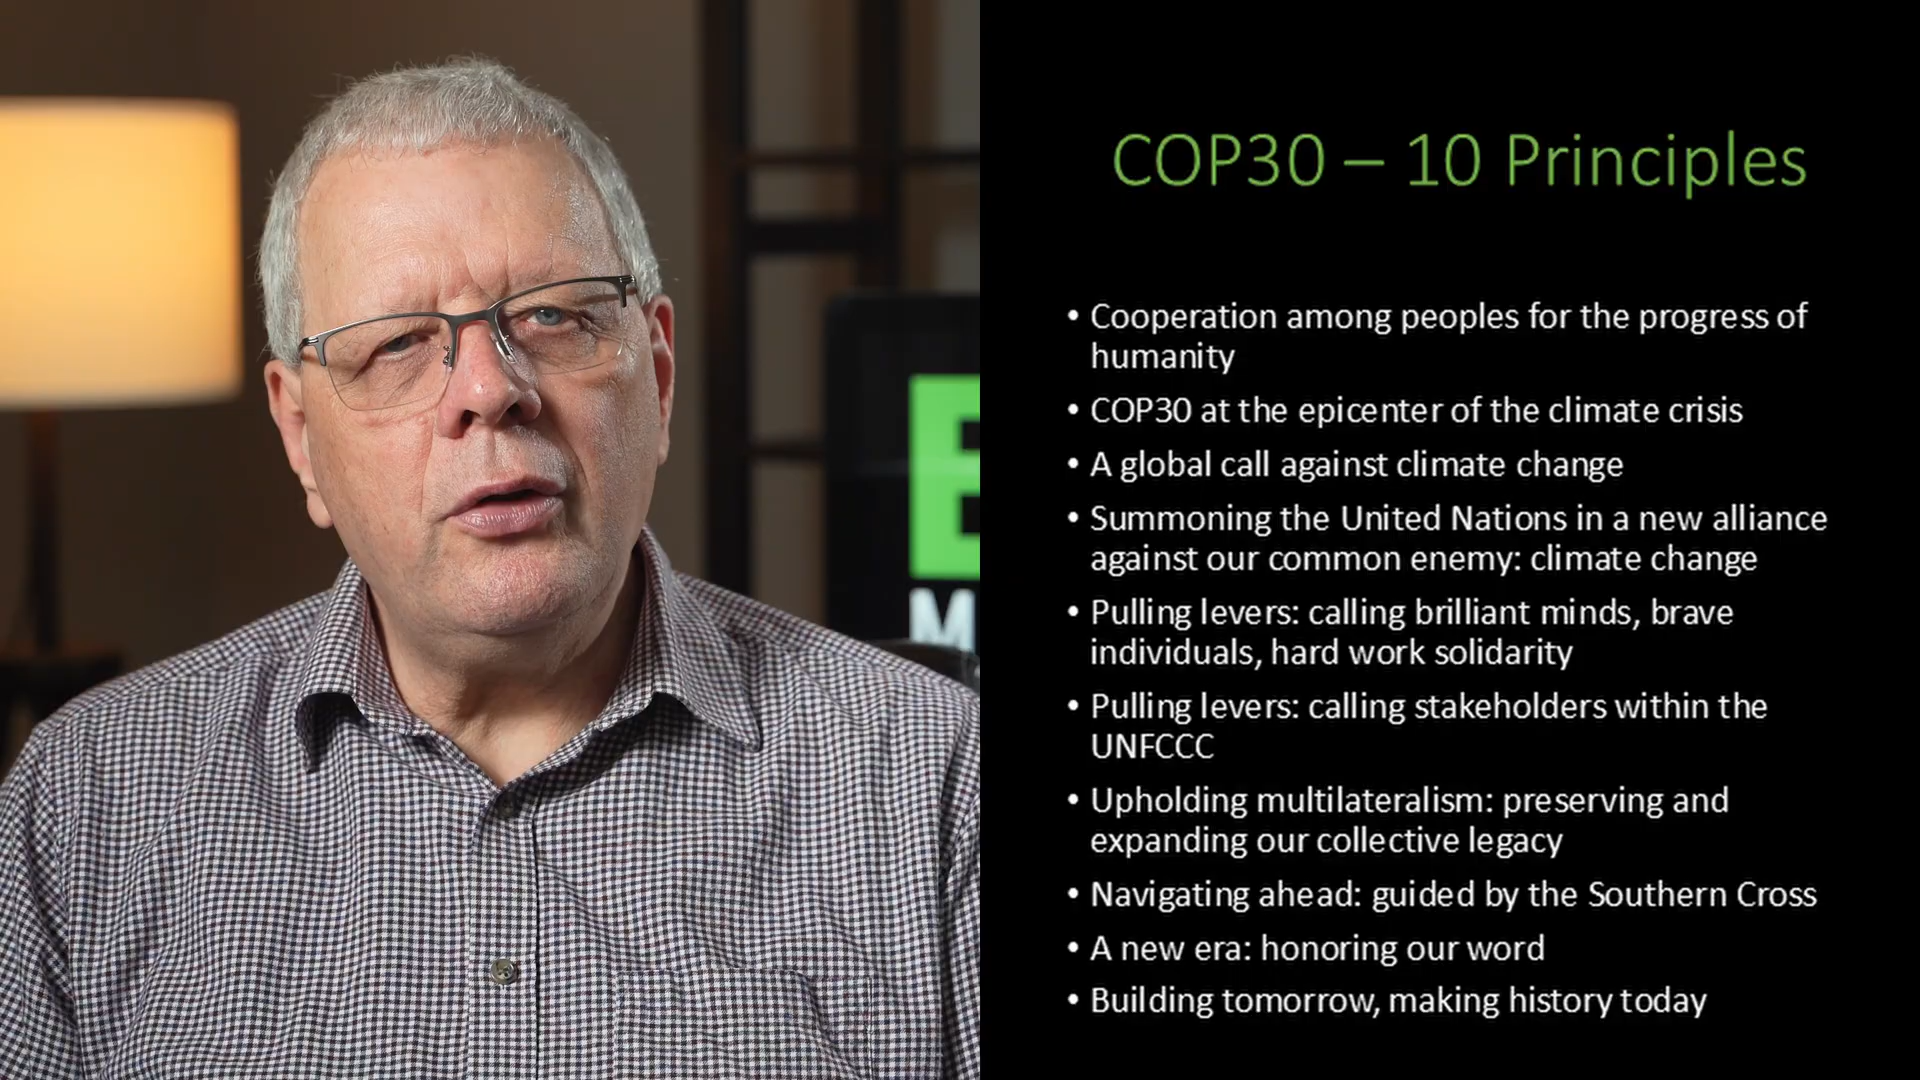 COP30 – 10 Principles
• Cooperation among peoples for the progress of
humanity
• COP30 at the epicenter of the climate crisis
• A global call against climate change
• Summoning the United Nations in a new alliance
against our common enemy: climate change
• Pulling levers: calling brilliant minds, brave
individuals, hard work solidarity
• Pulling levers: calling stakeholders within the
UNFCCC
• Upholding multilateralism: preserving and
expanding our collective legacy
• Navigating ahead: guided by the Southern Cross
• A new era: honoring our word
• Building tomorrow, making history today